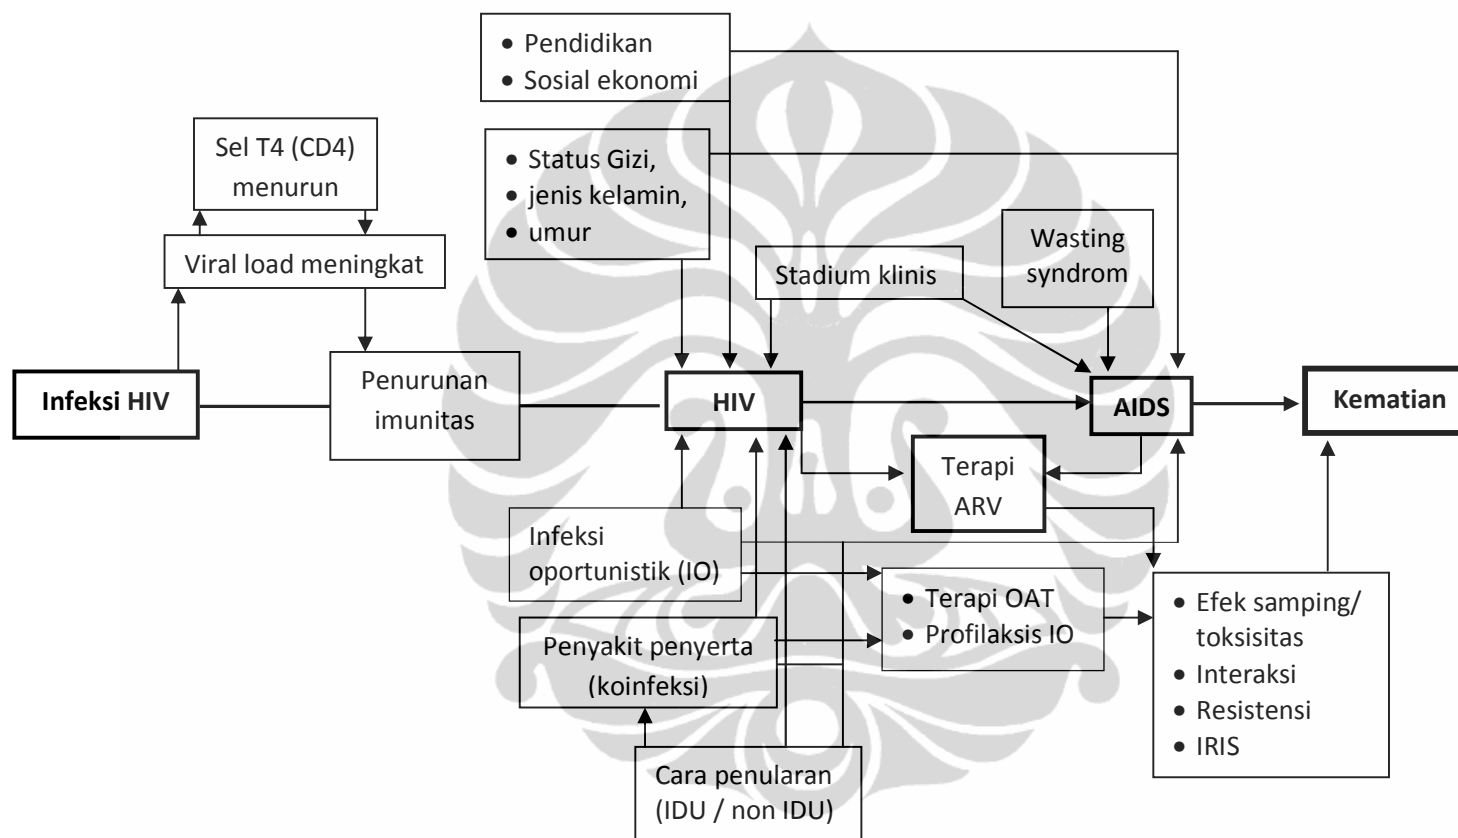 • Pendidikan
• Sosial ekonomi
Sel T4 (CD4)
menurun
• Status Gizi,
• jenis kelamin,
• umur
Viral load meningkat
Stadium klinis
Wasting
syndrom
Infeksi HIV
Penurunan
imunitas
HIV
AIDS
Kematian
Terapi
ARV
Infeksi
oportunistik (IO)
• Terapi OAT
• Profilaksis IO
Penyakit penyerta
(koinfeksi)
• Efek samping/
toksisitas
• Interaksi
• Resistensi
• IRIS
Cara penularan
(IDU / non IDU)